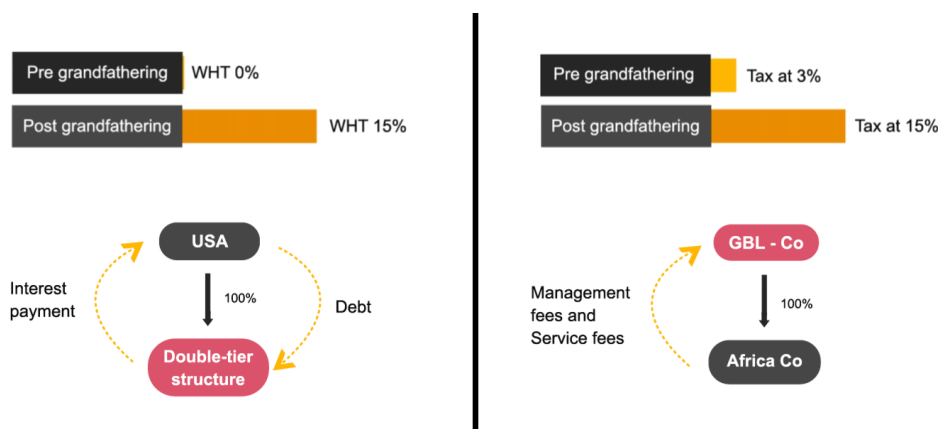 Pre grandfathering
WHT 0%
Post grandfathering
WHT 15%
USA
Interest
payment
100%
Debt
Double-tier
structure
Pre grandfathering
Tax at 3%
Post grandfathering
Tax at 15%
GBL - Co
Management
fees and
Service fees
100%
Africa Co